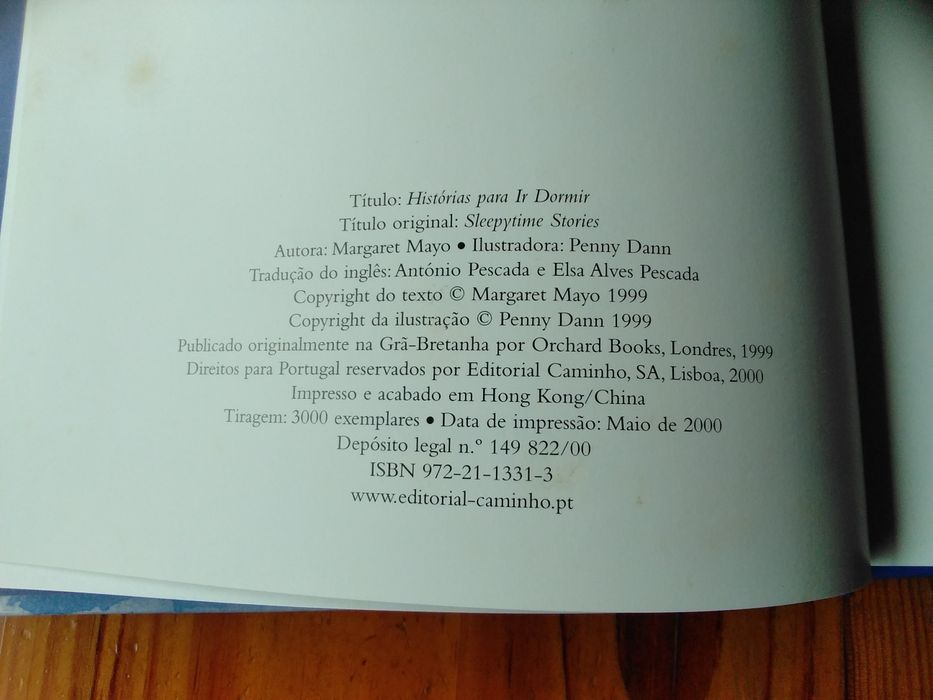 Título: Histórias para Ir Dormir
Título original: Sleepytime Stories
Autora: Margaret Mayo • Ilustradora: Penny Dann
Tradução do inglês: António Pescada e Elsa Alves Pescada
Copyright do texto © Margaret Mayo 1999
Copyright da ilustração © Penny Dann 1999
Publicado originalmente na Grã-Bretanha por Orchard Books, Londres, 1999
Direitos para Portugal reservados por Editorial Caminho, SA, Lisboa, 2000
Impresso e acabado em Hong Kong/China
Tiragem: 3000 exemplares • Data de impressão: Maio de 2000
Depósito legal n.º 149 822/00
ISBN 972-21-1331-3
www.editorial-caminho.pt